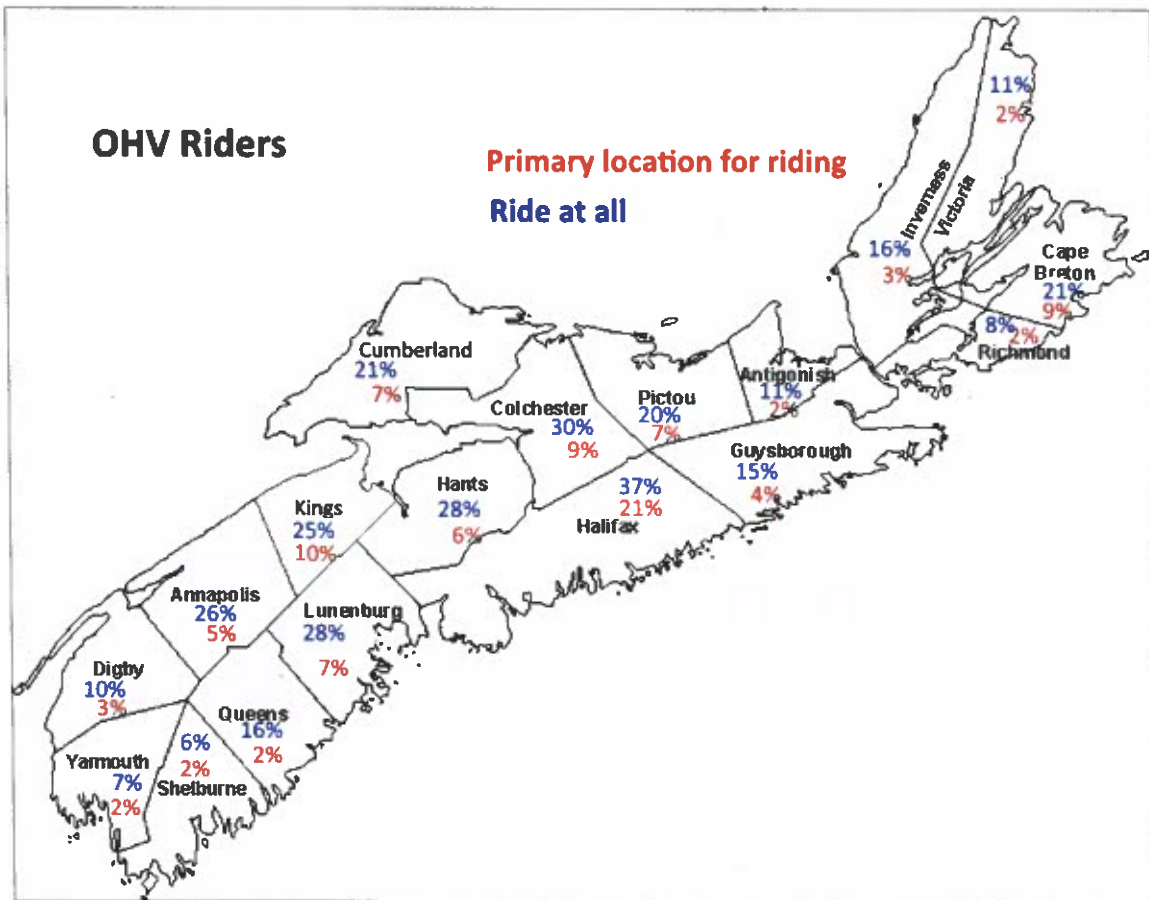 OHV Riders
Primary location for riding
Ride at all
11%
2%
Inverness
Victoria
16%
3%
Cape
Breton
21%
9%
8%
2%
Richmond
Cumberland
21%
7%
Colchester
30%
9%
Pictou
20%
7%
Antigonish
11%
2%
Guysborough
15%
4%
37%
21%
Halifax
Hants
28%
6%
Kings
25%
10%
Annapolis
26%
5%
Lunenburg
28%
7%
Digby
10%
3%
Queens
16%
2%
Yarmouth
7%
2%
6%
2%
Shelburne